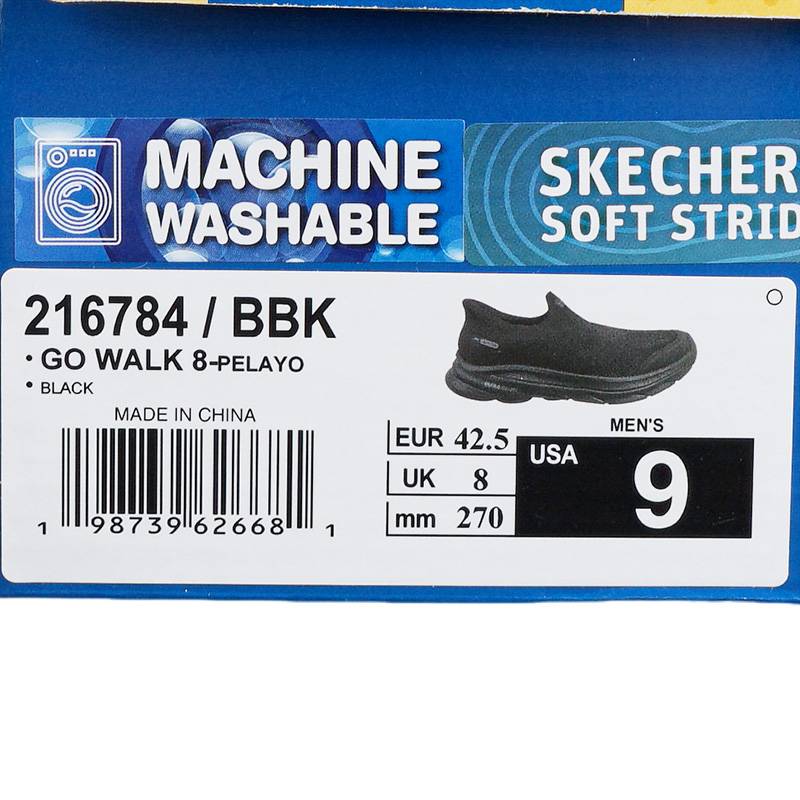 MACHINE
WASHABLE
SKECHER
SOFT STRID
216784 / BBK
• GO WALK 8-PELAYO
• BLACK
MADE IN CHINA
1 98739 62668 1
MEN'S
EUR 42.5
UK 8
mm 270
USA 9